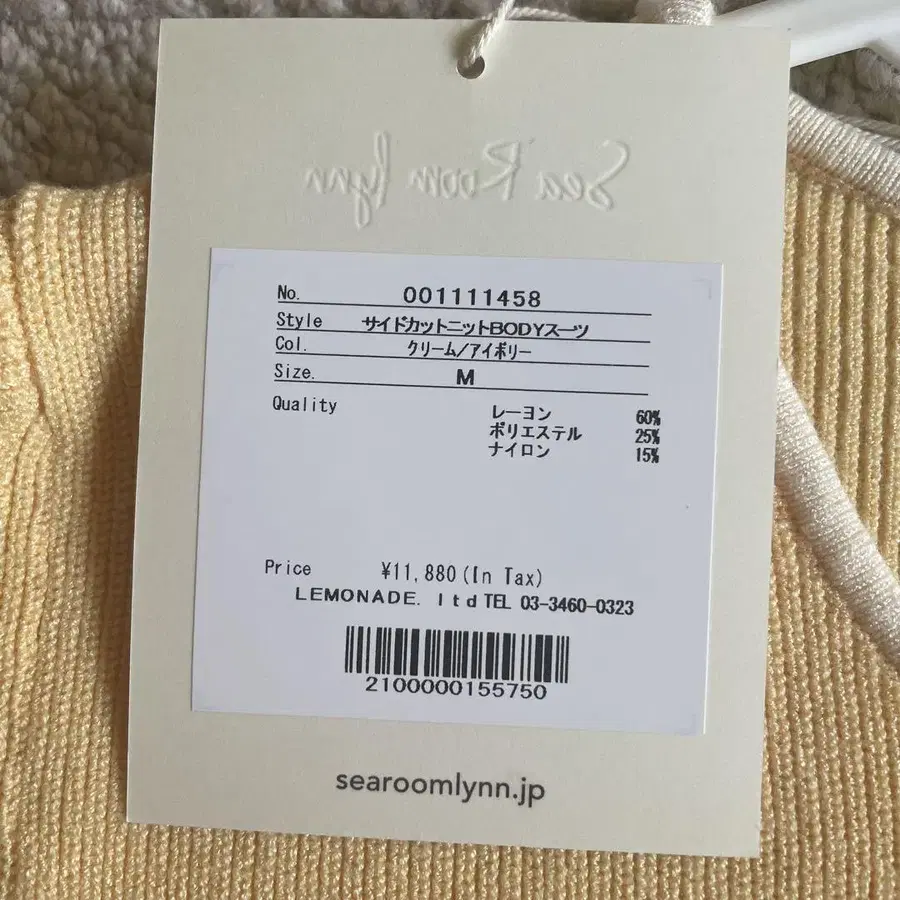 Sea Room lynn
No. 001111458
Style サイドカットニットBODYスーツ
Col. クリーム/アイボリー
Size. M
Quality レーヨン 60%
ポリエステル 25%
ナイロン 15%
Price ¥11,880(In Tax)
LEMONADE. ltd TEL 03-3460-0323
2100000155750
searoomlynn.jp